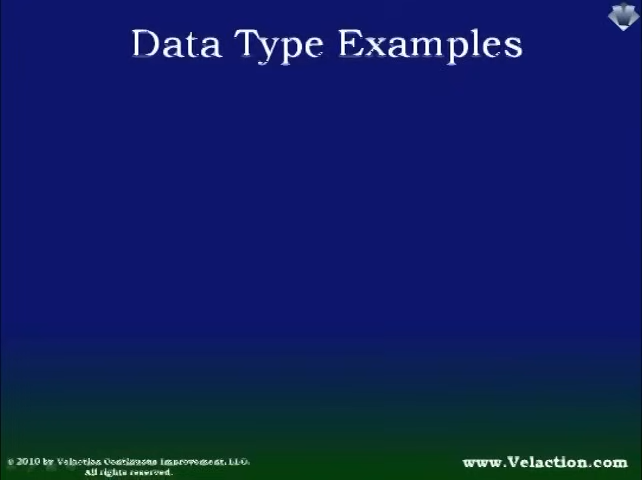 Data Type Examples
© 2010 by Velaction Continuous Improvement, LLC.
All rights reserved.
www.Velaction.com